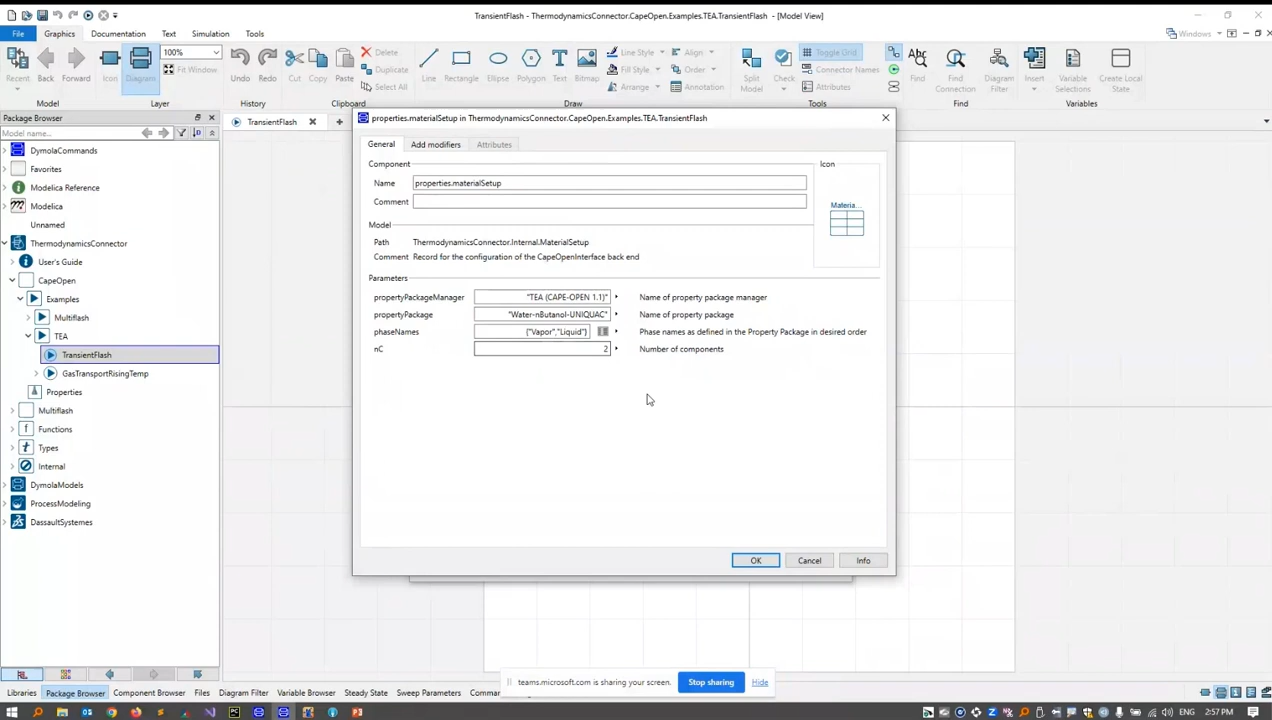 TransientFlash - ThermodynamicsConnector.CapeOpen.Examples.TEA.TransientFlash - [Model View]
File Graphics Documentation Text Simulation Tools
Windows
100%
Fit Window
Recent Back Forward Icon Diagram
Undo Redo Cut Copy Paste
Delete
Duplicate
Select All
Line Rectangle Ellipse Polygon Text Bitmap
Line Style
Fill Style
Arrange
Align
Order
Annotation
Split Model
Check
Toggle Grid
Connector Names
Attributes
Find
Find Connection
Diagram Filter
Insert
Variable Selections
Create Local State
Model Layer History Clipboard Draw Tools Find Variables
Package Browser
TransientFlash
Model name...
DymolaCommands
Favorites
Modelica Reference
Modelica
Unnamed
ThermodynamicsConnector
User's Guide
CapeOpen
Examples
Multiflash
TEA
TransientFlash
GasTransportRisingTemp
Properties
Multiflash
Functions
Types
Internal
DymolaModels
ProcessModeling
DassaultSystemes
properties.materialSetup in ThermodynamicsConnector.CapeOpen.Examples.TEA.TransientFlash
General Add modifiers Attributes
Component
Icon
Name properties.materialSetup
Comment
Materia...
Model
Path ThermodynamicsConnector.Internal.MaterialSetup
Comment Record for the configuration of the CapeOpenInterface back end
Parameters
propertyPackageManager "TEA (CAPE-OPEN 1.1)" Name of property package manager
propertyPackage "Water-nButanol-UNIQUAC" Name of property package
phaseNames {"Vapor","Liquid"} Phase names as defined in the Property Package in desired order
nC 2 Number of components
OK Cancel Info
teams.microsoft.com is sharing your screen. Stop sharing Hide
Libraries Package Browser Component Browser Files Diagram Filter Variable Browser Steady State Sweep Parameters Comm
ENG 2:57 PM